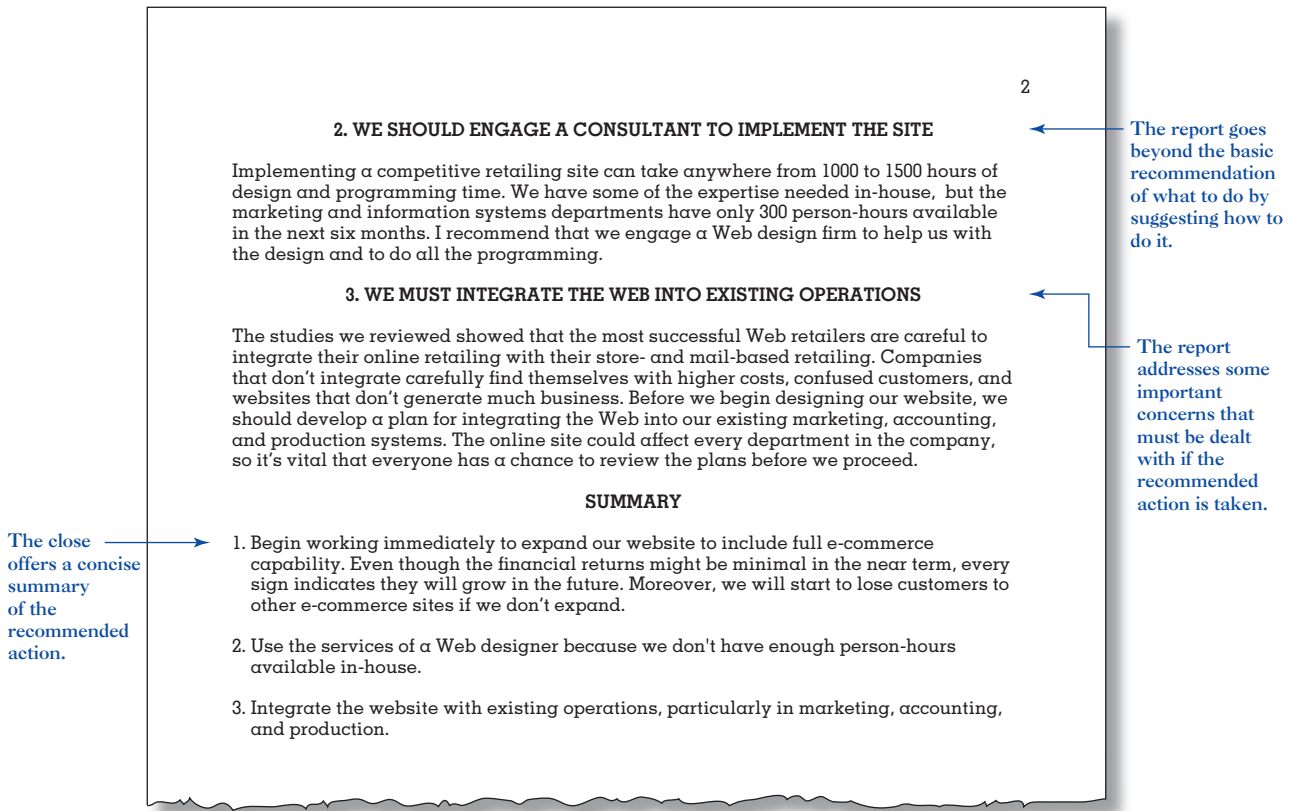 2
2. WE SHOULD ENGAGE A CONSULTANT TO IMPLEMENT THE SITE
Implementing a competitive retailing site can take anywhere from 1000 to 1500 hours of
design and programming time. We have some of the expertise needed in-house, but the
marketing and information systems departments have only 300 person-hours available
in the next six months. I recommend that we engage a Web design firm to help us with
the design and to do all the programming.
The report goes
beyond the basic
recommendation
of what to do by
suggesting how to
do it.
3. WE MUST INTEGRATE THE WEB INTO EXISTING OPERATIONS
The studies we reviewed showed that the most successful Web retailers are careful to
integrate their online retailing with their store- and mail-based retailing. Companies
that don't integrate carefully find themselves with higher costs, confused customers, and
websites that don't generate much business. Before we begin designing our website, we
should develop a plan for integrating the Web into our existing marketing, accounting,
and production systems. The online site could affect every department in the company,
so it's vital that everyone has a chance to review the plans before we proceed.
The report
addresses some
important
concerns that
must be dealt
with if the
recommended
action is taken.
SUMMARY
The close
offers a concise
summary
of the
recommended
action.
1. Begin working immediately to expand our website to include full e-commerce
capability. Even though the financial returns might be minimal in the near term, every
sign indicates they will grow in the future. Moreover, we will start to lose customers to
other e-commerce sites if we don't expand.
2. Use the services of a Web designer because we don't have enough person-hours
available in-house.
3. Integrate the website with existing operations, particularly in marketing, accounting,
and production.